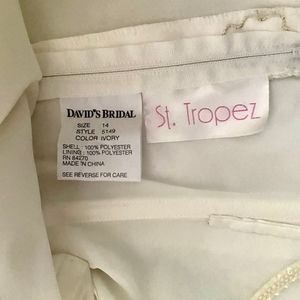 DAVID'S BRIDAL
SIZE 14
STYLE 5149
COLOR IVORY
SHELL : 100% POLYESTER
LINING : 100% POLYESTER
RN 84270
MADE IN CHINA
SEE REVERSE FOR CARE
St. Tropez